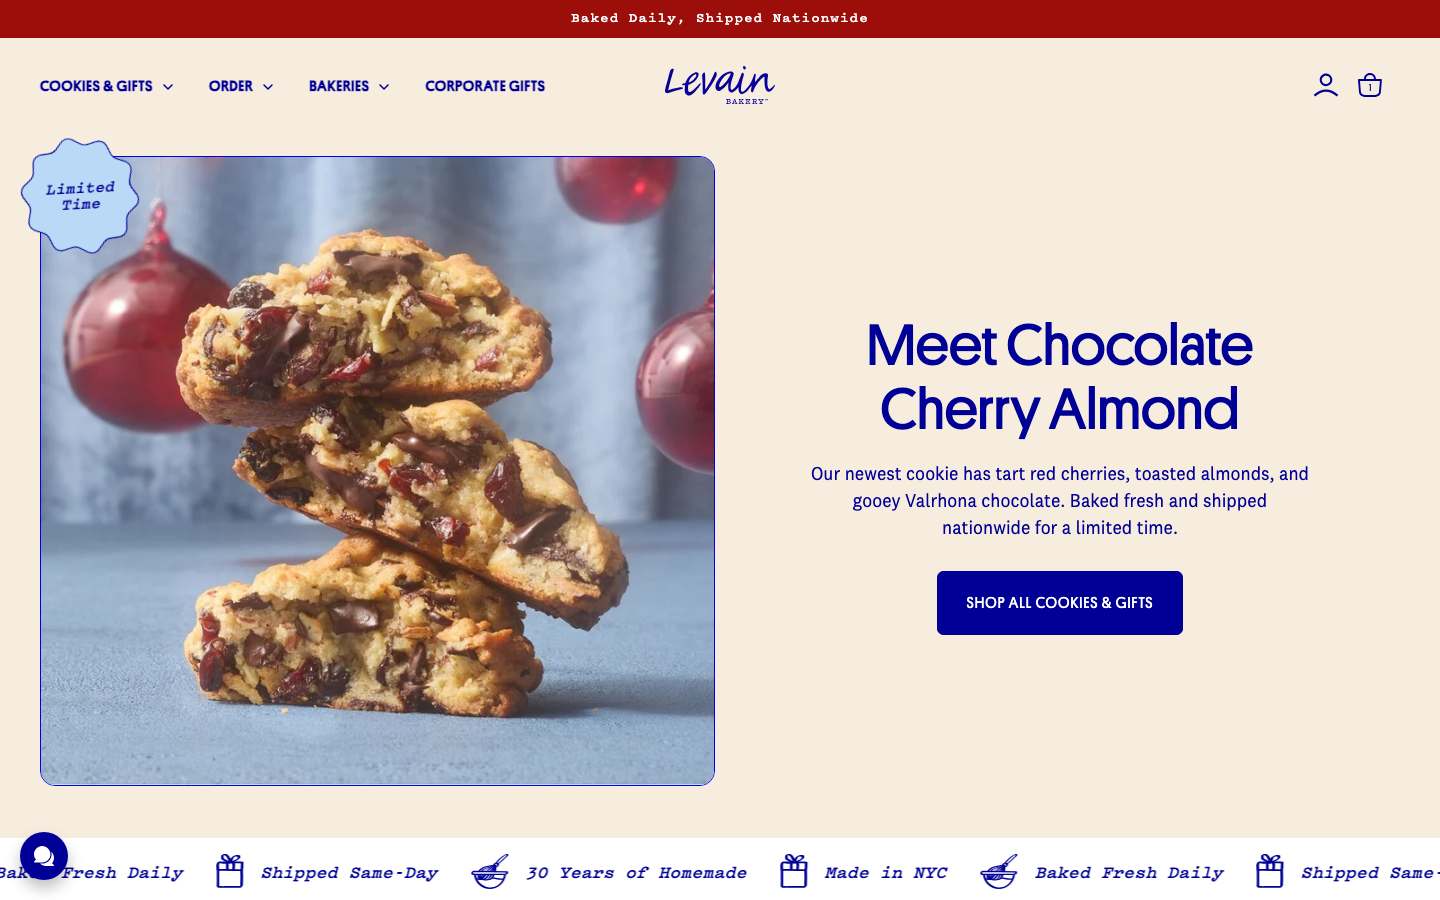 Baked Daily, Shipped Nationwide
COOKIES & GIFTS
ORDER
BAKERIES
CORPORATE GIFTS
Levain
BAKERY™
1
Limited
Time
Meet Chocolate
Cherry Almond
Our newest cookie has tart red cherries, toasted almonds, and
gooey Valrhona chocolate. Baked fresh and shipped
nationwide for a limited time.
SHOP ALL COOKIES & GIFTS
Fresh Daily
Shipped Same-Day
30 Years of Homemade
Made in NYC
Baked Fresh Daily
Shipped Same-